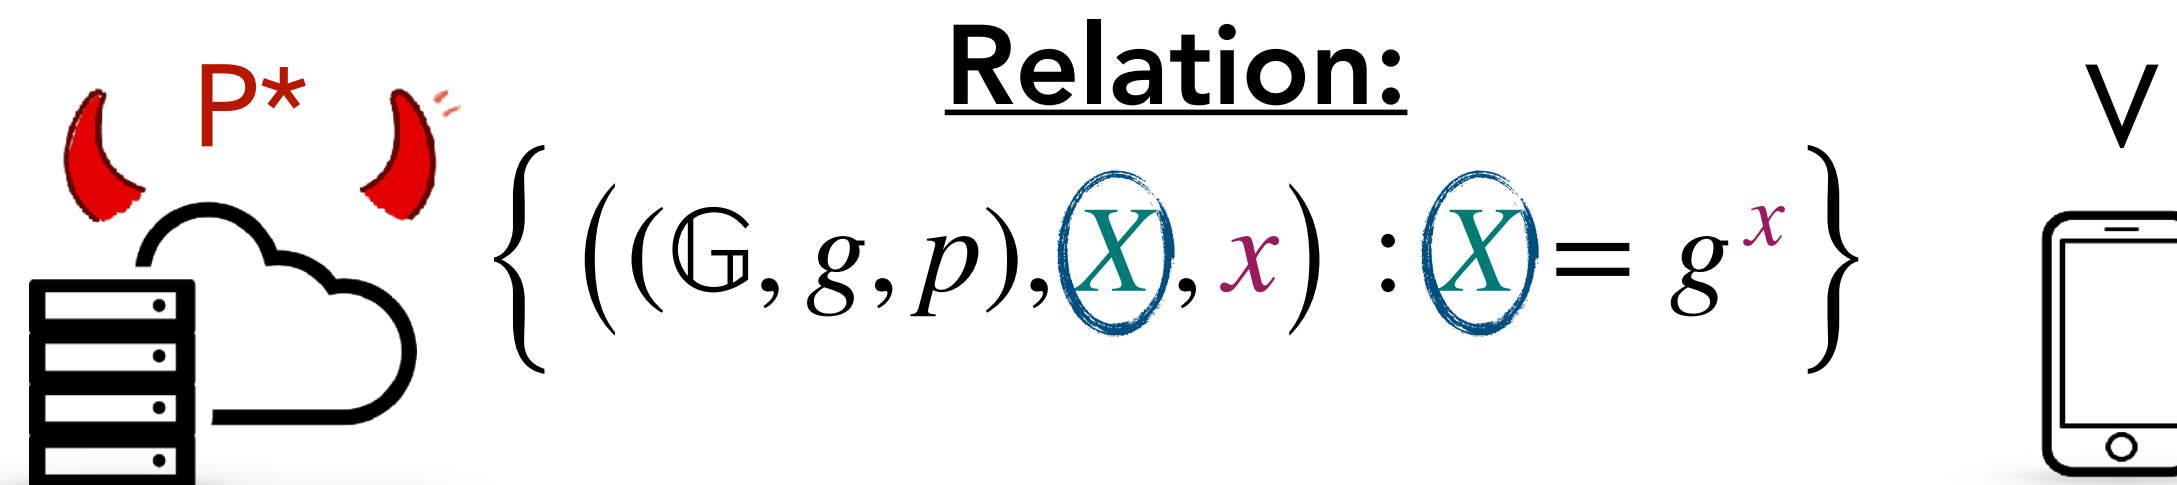 Relation:
P*
V
{((𝔾, g, p), X, x) : X = g^x}